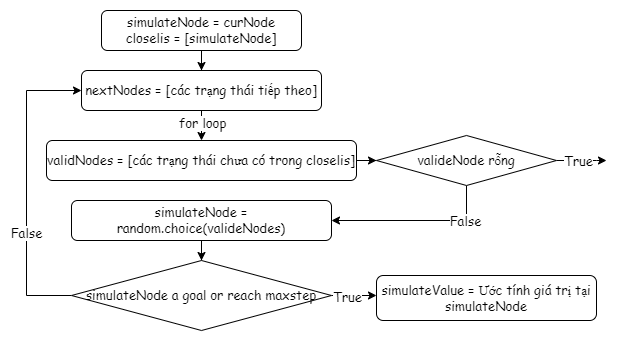 simulateNode = curNode
closelis = [simulateNode]
nextNodes = [các trạng thái tiếp theo]
for loop
validNodes = [các trạng thái chưa có trong closelis]
valideNode rỗng
True
False
simulateNode =
random.choice(valideNodes)
False
simulateNode a goal or reach maxstep
True
simulateValue = Ước tính giá trị tại
simulateNode